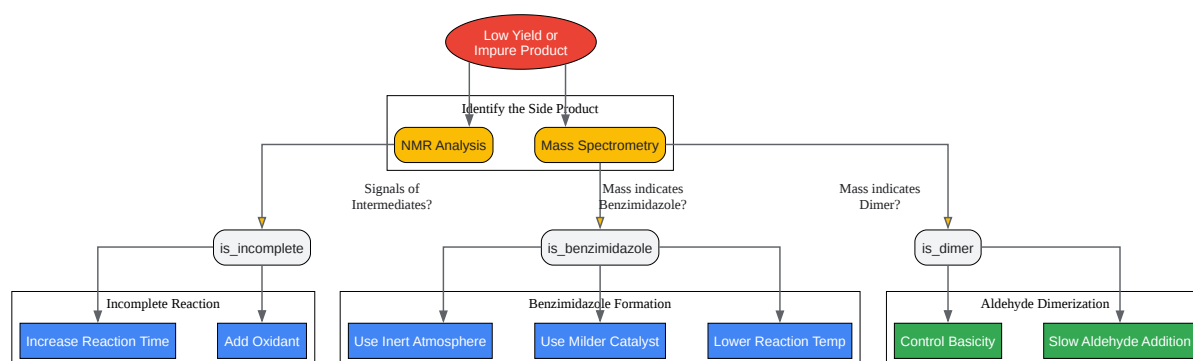 Low Yield or
Impure Product
Identify the Side Product
NMR Analysis
Mass Spectrometry
Signals of
Intermediates?
Mass indicates
Benzimidazole?
Mass indicates
Dimer?
is_incomplete
is_benzimidazole
is_dimer
Incomplete Reaction
Benzimidazole Formation
Aldehyde Dimerization
Increase Reaction Time
Add Oxidant
Use Inert Atmosphere
Use Milder Catalyst
Lower Reaction Temp
Control Basicity
Slow Aldehyde Addition